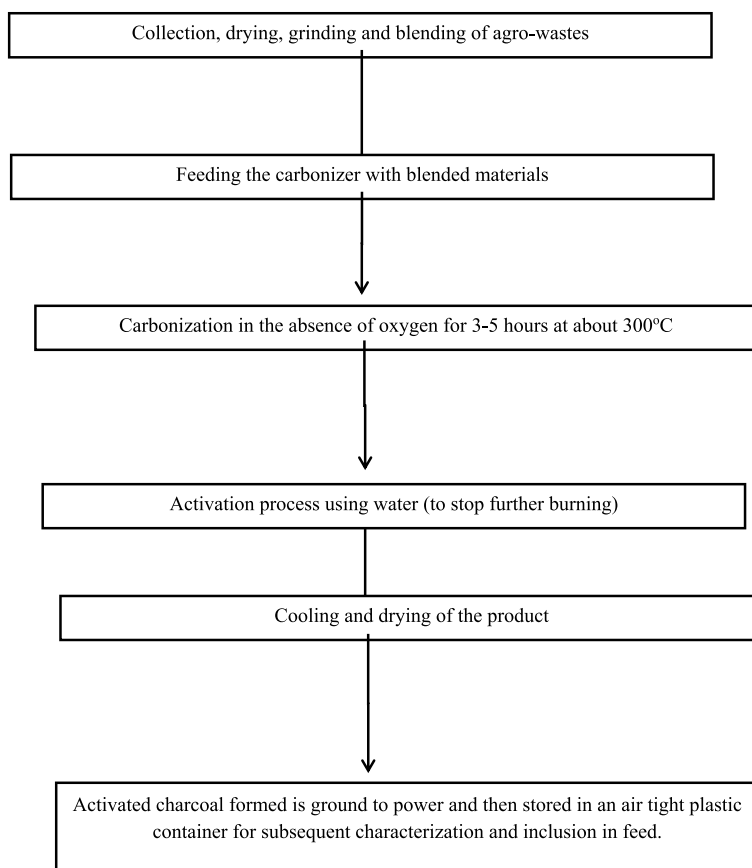 Collection, drying, grinding and blending of agro-wastes
Feeding the carbonizer with blended materials
Carbonization in the absence of oxygen for 3-5 hours at about 300ºC
Activation process using water (to stop further burning)
Cooling and drying of the product
Activated charcoal formed is ground to power and then stored in an air tight plastic
container for subsequent characterization and inclusion in feed.